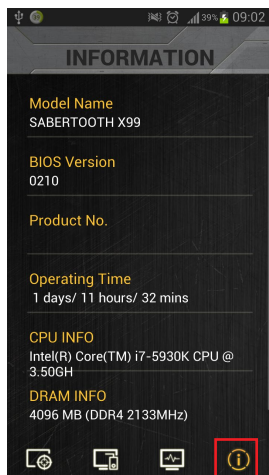 39% 09:02
INFORMATION
Model Name
SABERTOOTH X99
BIOS Version
0210
Product No.
Operating Time
1 days/ 11 hours/ 32 mins
CPU INFO
Intel(R) Core(TM) i7-5930K CPU @
3.50GH
DRAM INFO
4096 MB (DDR4 2133MHz)